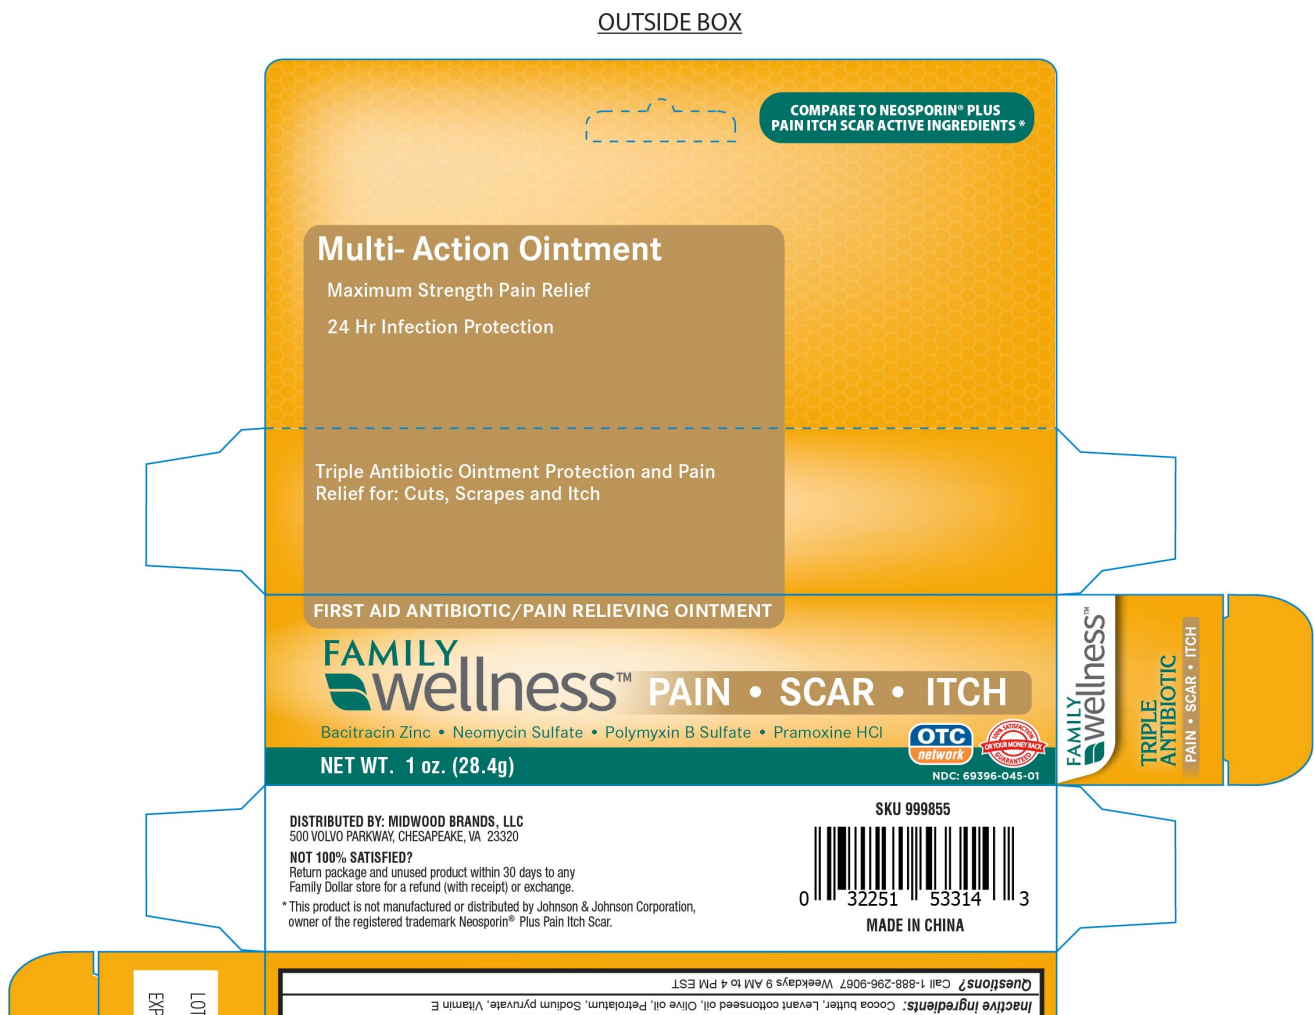 OUTSIDE BOX
COMPARE TO NEOSPORIN® PLUS
PAIN ITCH SCAR ACTIVE INGREDIENTS *
Multi- Action Ointment
Maximum Strength Pain Relief
24 Hr Infection Protection
Triple Antibiotic Ointment Protection and Pain
Relief for: Cuts, Scrapes and Itch
FIRST AID ANTIBIOTIC/PAIN RELIEVING OINTMENT
FAMILY
wellness™
PAIN • SCAR • ITCH
Bacitracin Zinc • Neomycin Sulfate • Polymyxin B Sulfate • Pramoxine HCl
OTC
network
100% SATISFACTION
OR YOUR MONEY BACK
GUARANTEED
NET WT. 1 oz. (28.4g)
NDC: 69396-045-01
FAMILY
wellness™
TRIPLE
ANTIBIOTIC
PAIN • SCAR • ITCH
DISTRIBUTED BY: MIDWOOD BRANDS, LLC
500 VOLVO PARKWAY, CHESAPEAKE, VA 23320
NOT 100% SATISFIED?
Return package and unused product within 30 days to any
Family Dollar store for a refund (with receipt) or exchange.
* This product is not manufactured or distributed by Johnson & Johnson Corporation,
owner of the registered trademark Neosporin® Plus Pain Itch Scar.
SKU 999855
0 32251 53314 3
MADE IN CHINA
LOT
EXP
Questions? Call 1-888-296-9067 Weekdays 9 AM to 4 PM EST
Inactive ingredients: Cocoa butter, Levant cottonseed oil, Olive oil, Petrolatum, Sodium pyruvate, Vitamin E